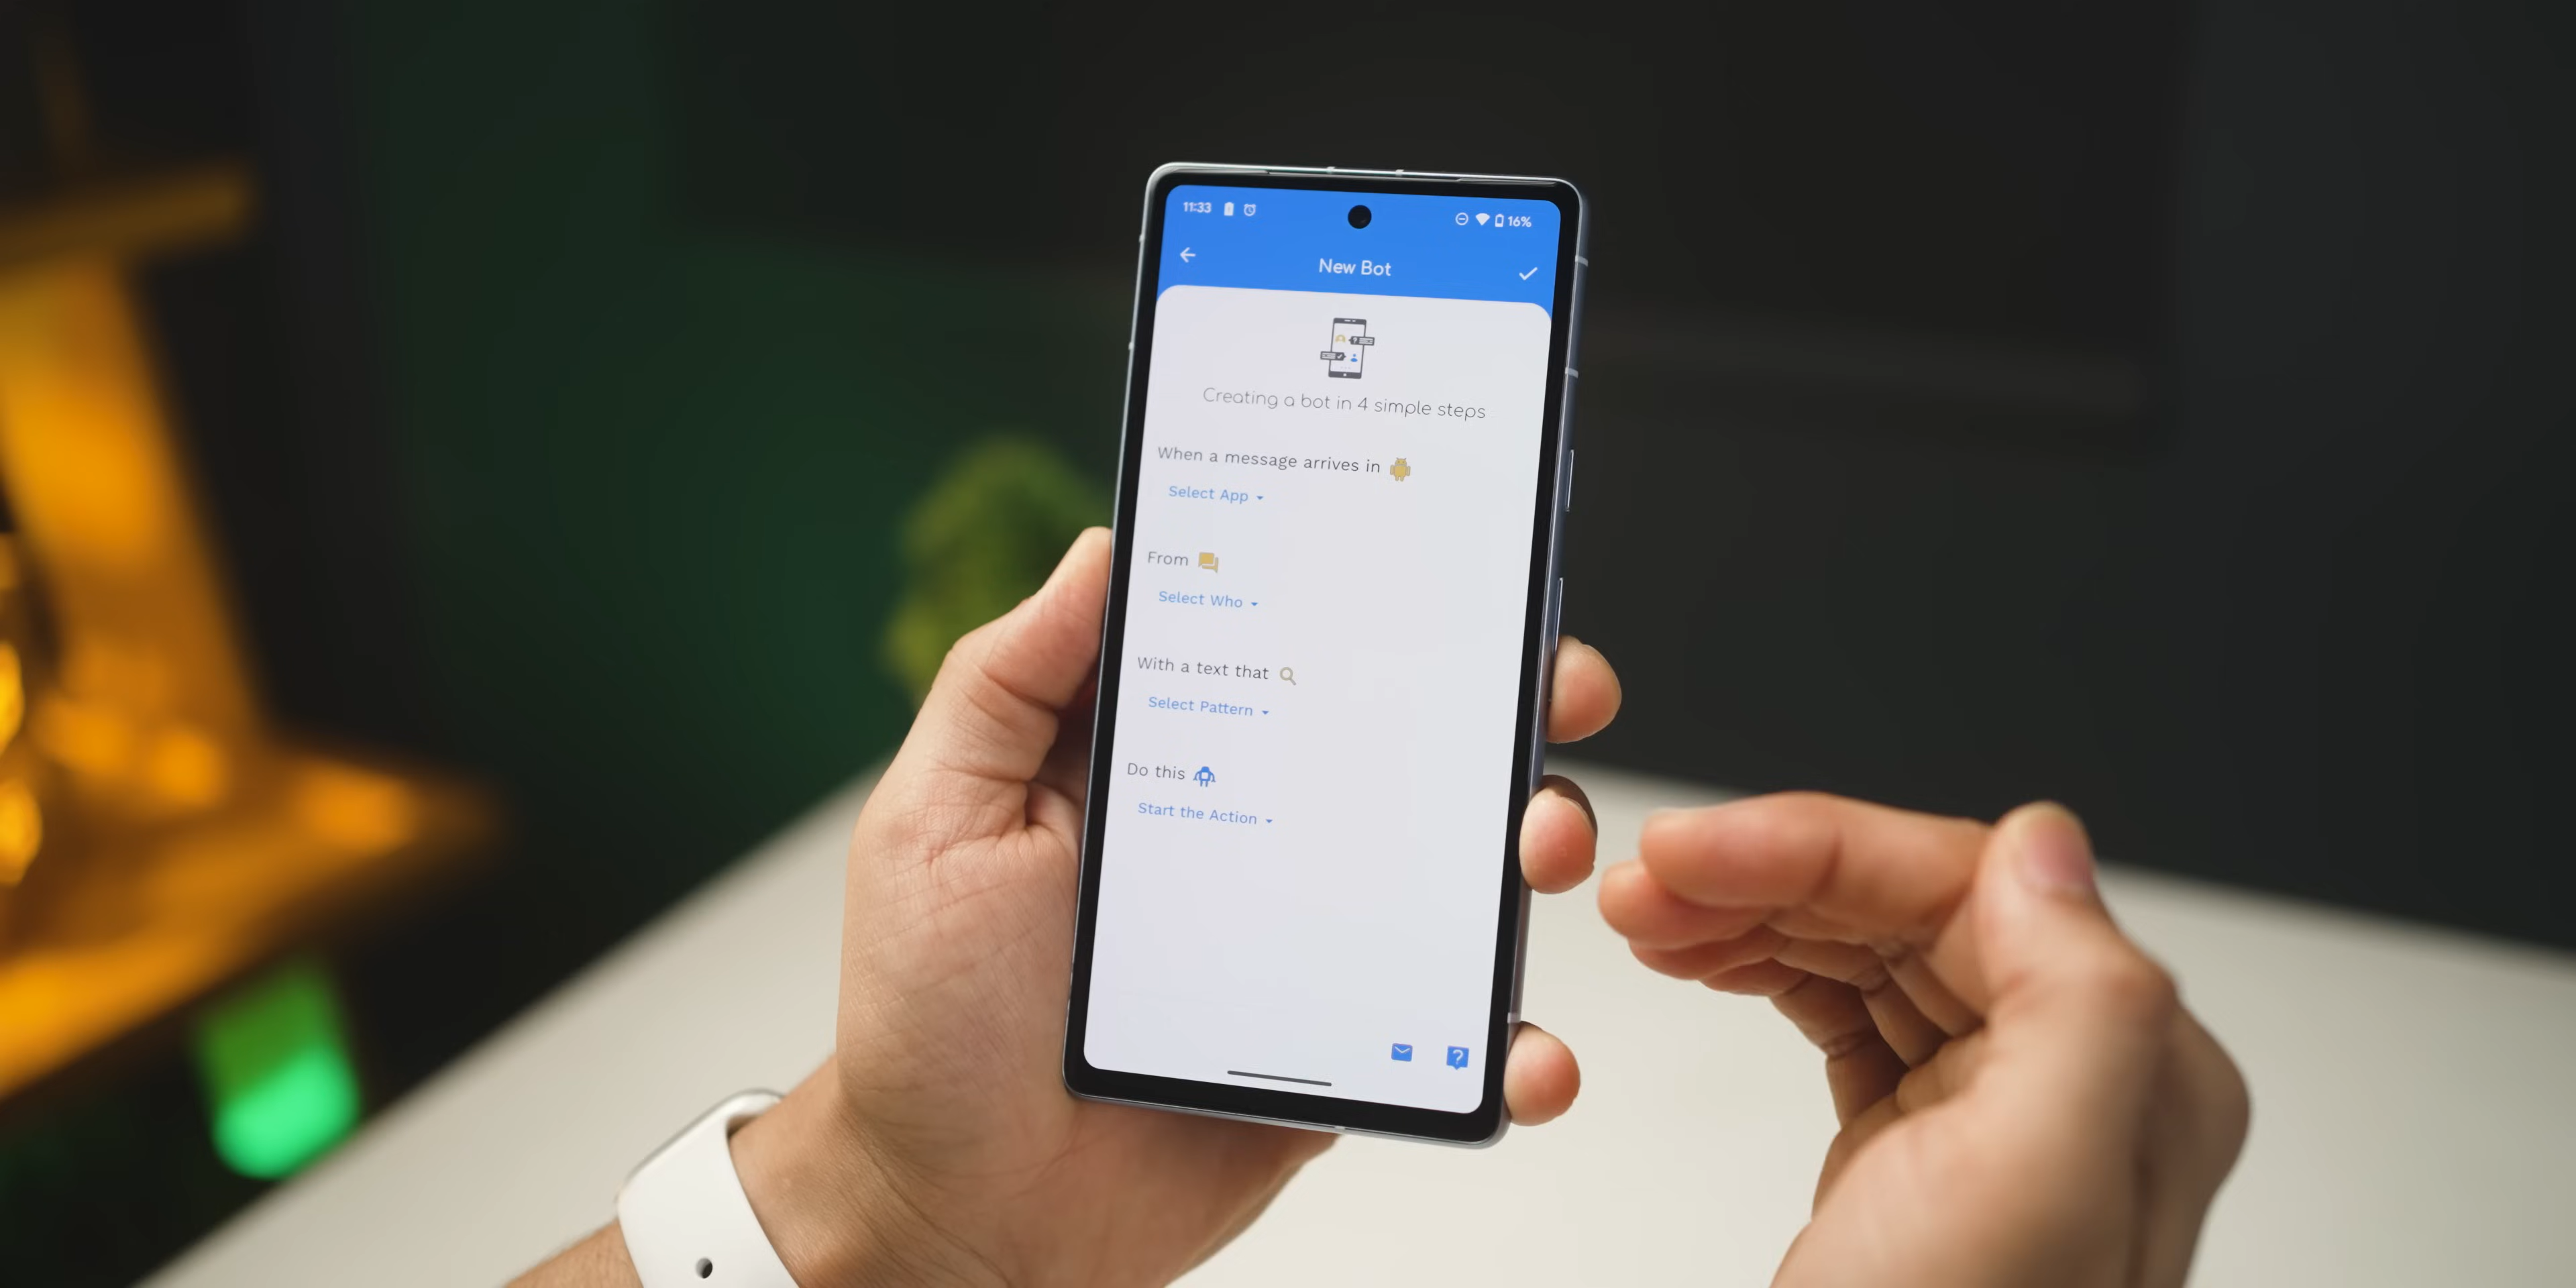 11:33 16%
New Bot
Creating a bot in 4 simple steps
When a message arrives in
Select App
From
Select Who
With a text that
Select Pattern
Do this
Start the Action
?